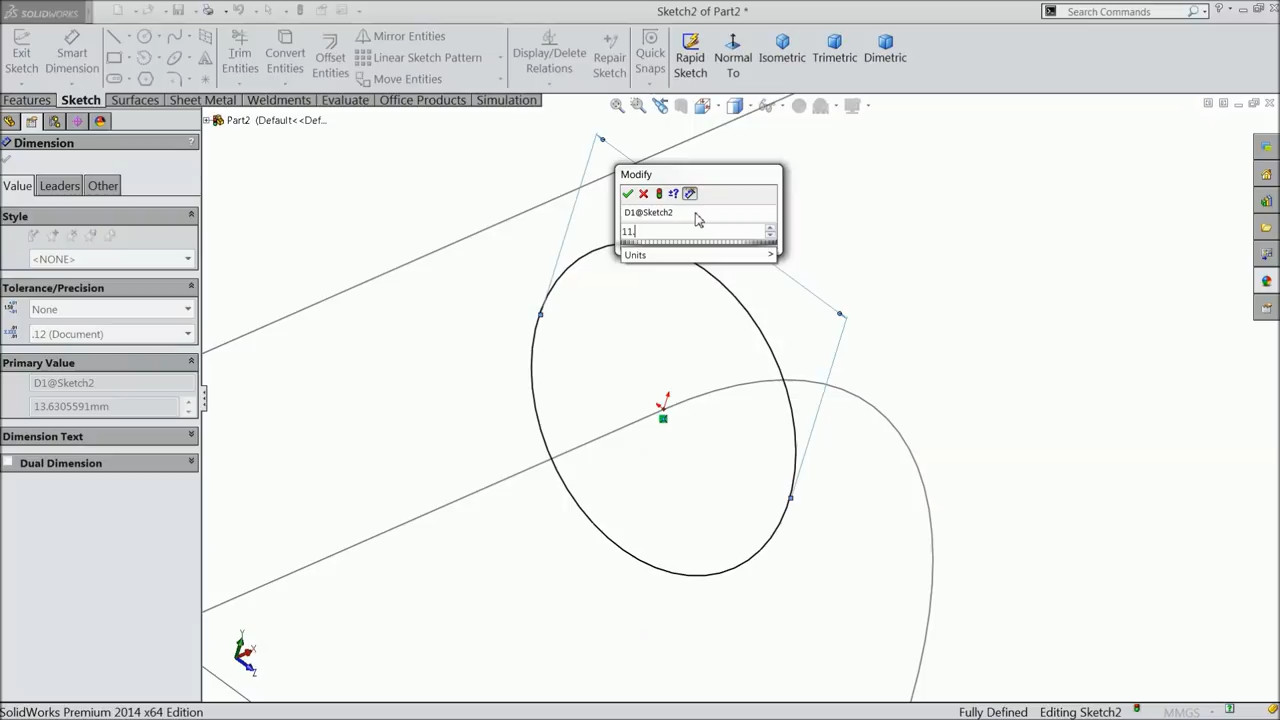 SOLIDWORKS
Sketch2 of Part2 *
Search Commands
?
Exit Sketch
Smart Dimension
Trim Entities
Convert Entities
Offset Entities
Mirror Entities
Linear Sketch Pattern
Move Entities
Display/Delete Relations
Repair Sketch
Quick Snaps
Rapid Sketch
Normal To
Isometric
Trimetric
Dimetric
Features Sketch Surfaces Sheet Metal Weldments Evaluate Office Products Simulation
Part2 (Default<<Def...
Dimension ?
Value Leaders Other
Style
<NONE>
Tolerance/Precision
None
.12 (Document)
Primary Value
D1@Sketch2
13.6305591mm
Dimension Text
Dual Dimension
Modify
±?
D1@Sketch2
11.
Units >
Y
X
Z
SolidWorks Premium 2014 x64 Edition
Fully Defined Editing Sketch2 MMGS ?